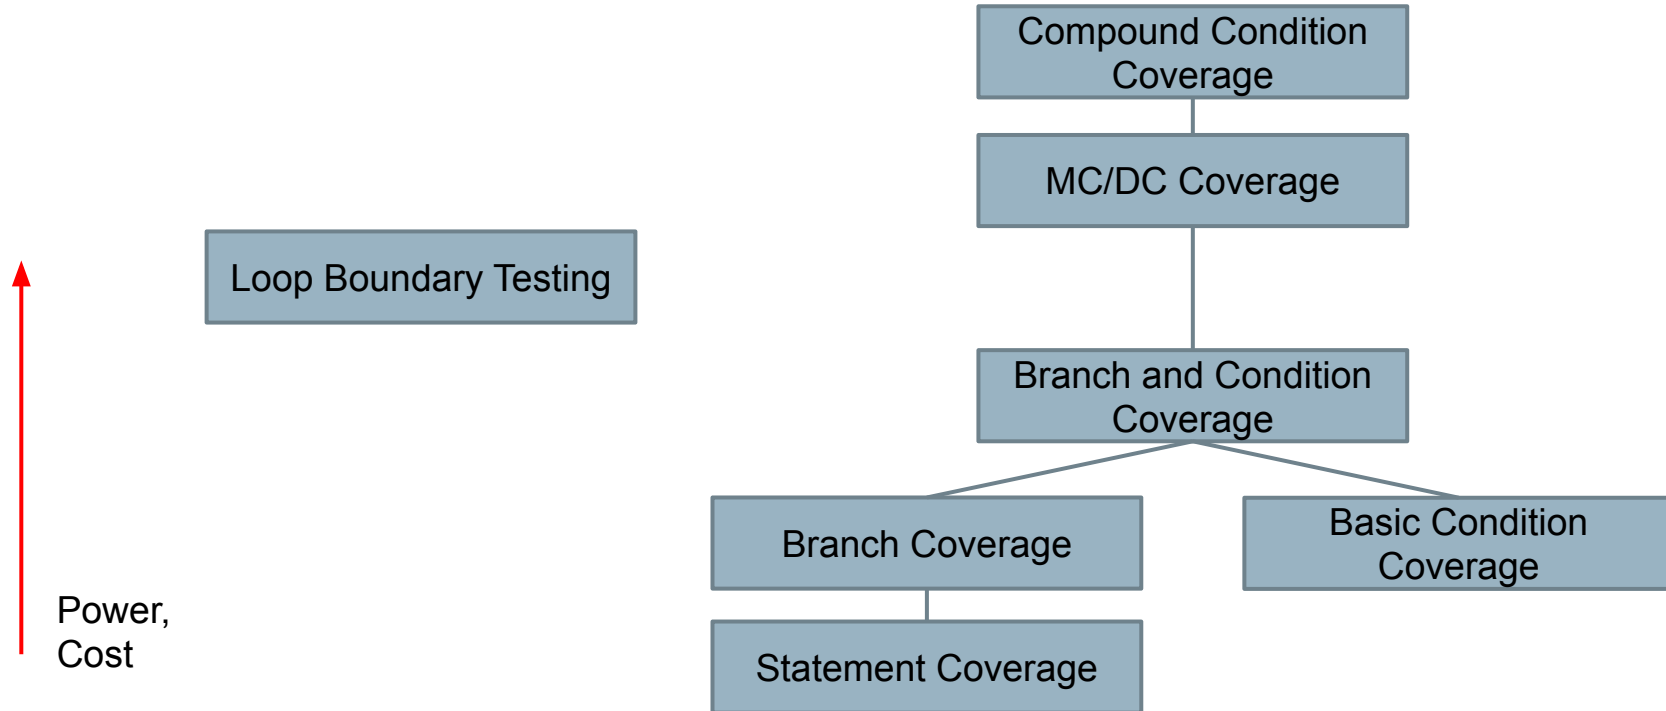 Compound Condition
Coverage
MC/DC Coverage
Loop Boundary Testing
Branch and Condition
Coverage
Branch Coverage
Basic Condition
Coverage
Power,
Cost
Statement Coverage